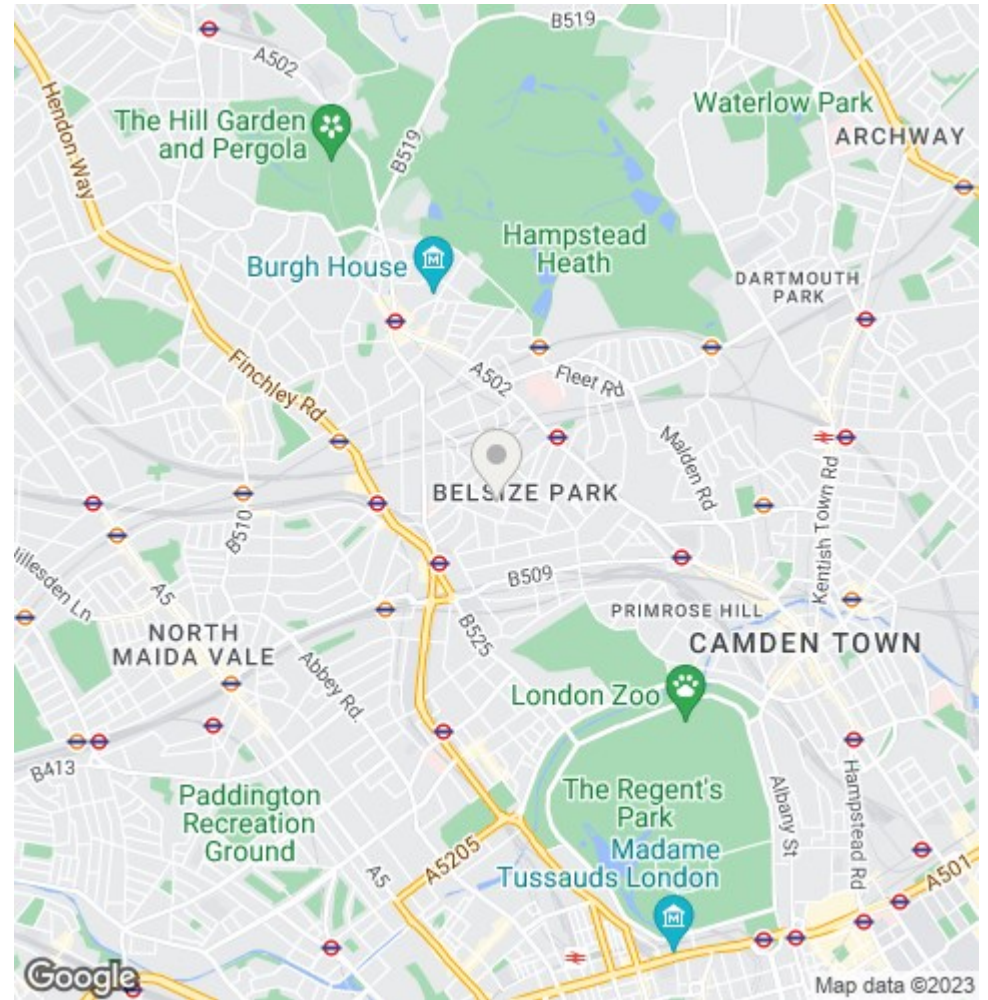 B519
A502
The Hill Garden
and Pergola
B519
Waterlow Park
ARCHWAY
Hendon Way
Hampstead
Heath
Burgh House
DARTMOUTH
PARK
Finchley Rd
A502
Fleet Rd
Malden Rd
Kentish Town Rd
BELSIZE PARK
B510
illesden Ln
A5
B509
PRIMROSE HILL
NORTH
MAIDA VALE
B525
CAMDEN TOWN
Abbey Rd.
London Zoo
B413
Paddington
Recreation
Ground
The Regent's
Park
Albany St
Hampstead Rd
Madame
Tussauds London
A5205
A5
A501
Google
Map data ©2023